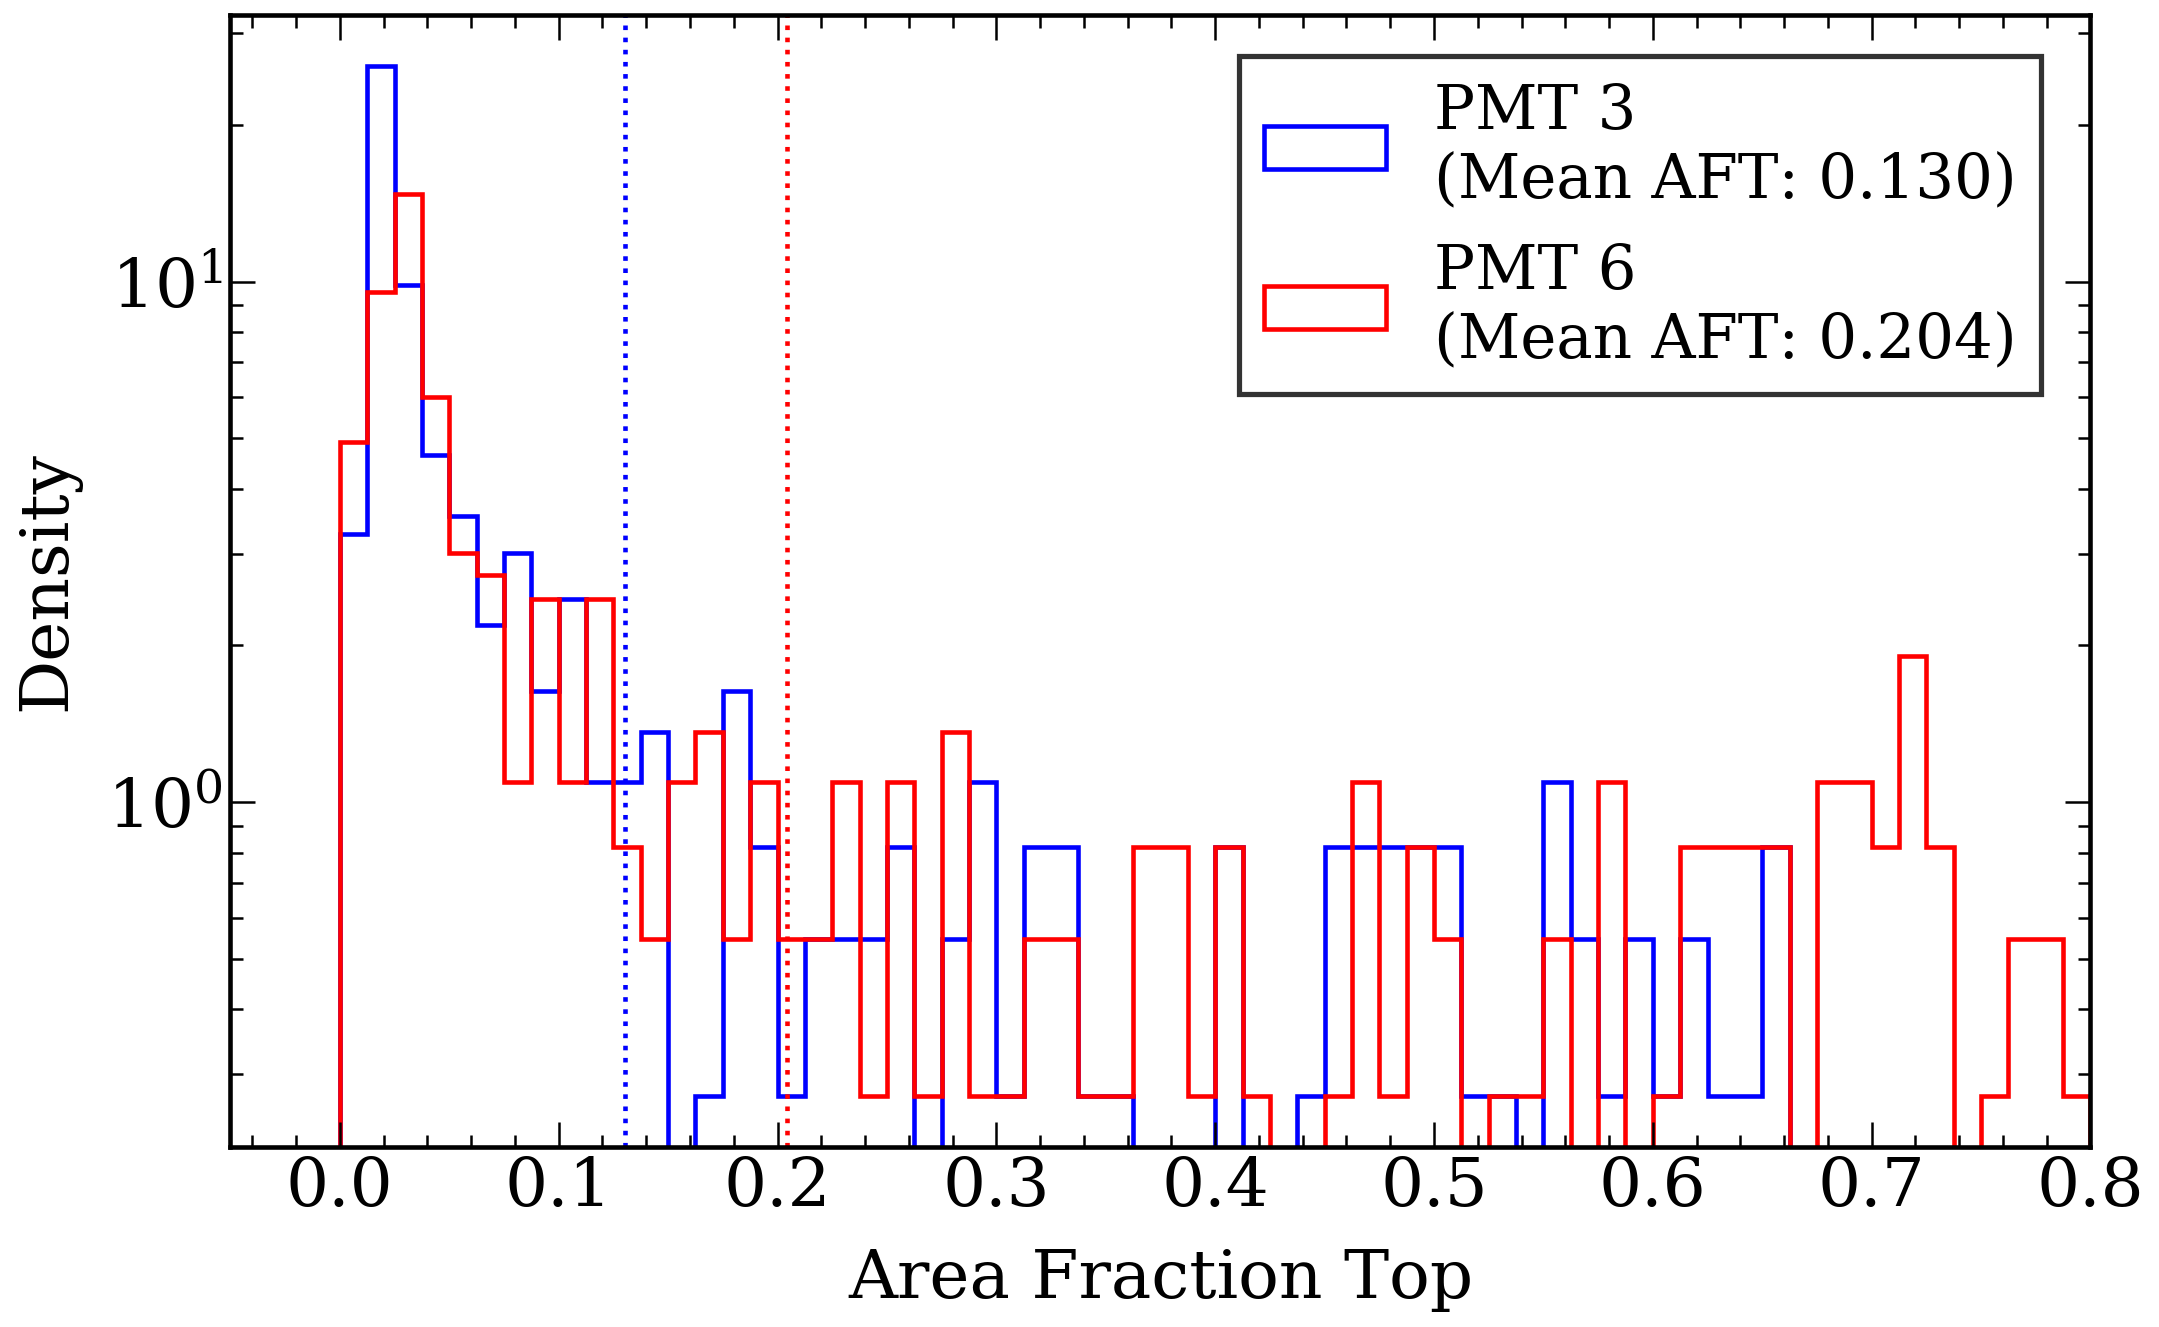 PMT 3
(Mean AFT: 0.130)
PMT 6
(Mean AFT: 0.204)
10¹
10⁰
Density
0.0 0.1 0.2 0.3 0.4 0.5 0.6 0.7 0.8
Area Fraction Top